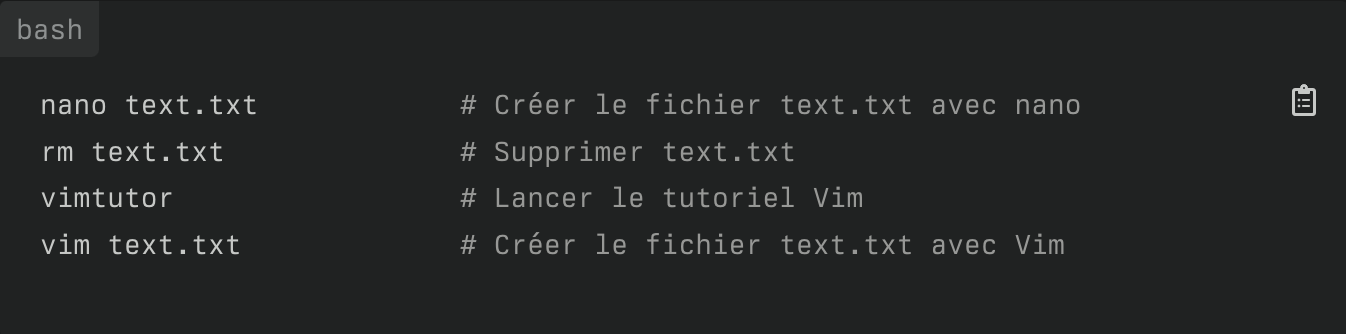 bash
nano text.txt # Créer le fichier text.txt avec nano
rm text.txt # Supprimer text.txt
vimtutor # Lancer le tutoriel Vim
vim text.txt # Créer le fichier text.txt avec Vim